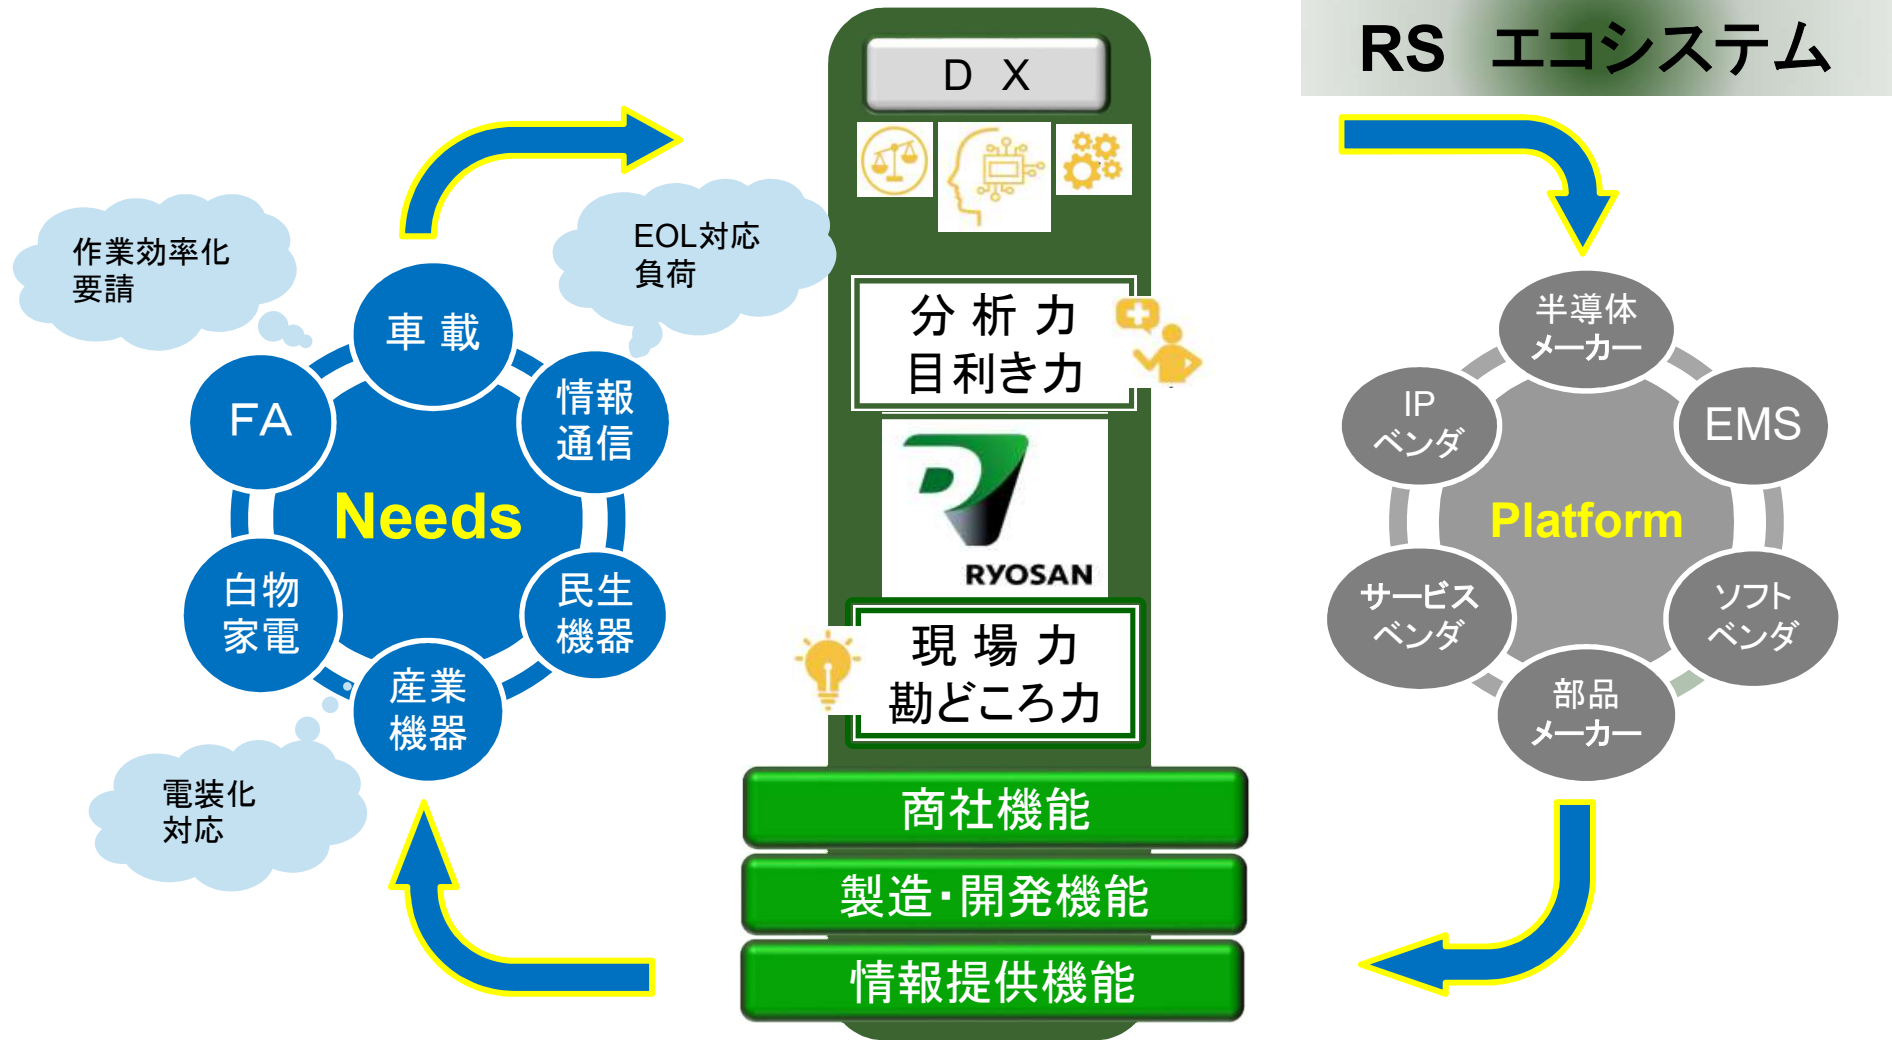 RS エコシステム
D X
作業効率化
要請
EOL対応
負荷
車 載
FA
情報
通信
Needs
白物
家電
民生
機器
産業
機器
電装化
対応
分 析 力
目利き力
RYOSAN
現 場 力
勘どころ力
商社機能
製造・開発機能
情報提供機能
半導体
メーカー
IP
ベンダ
EMS
Platform
サービス
ベンダ
ソフト
ベンダ
部品
メーカー